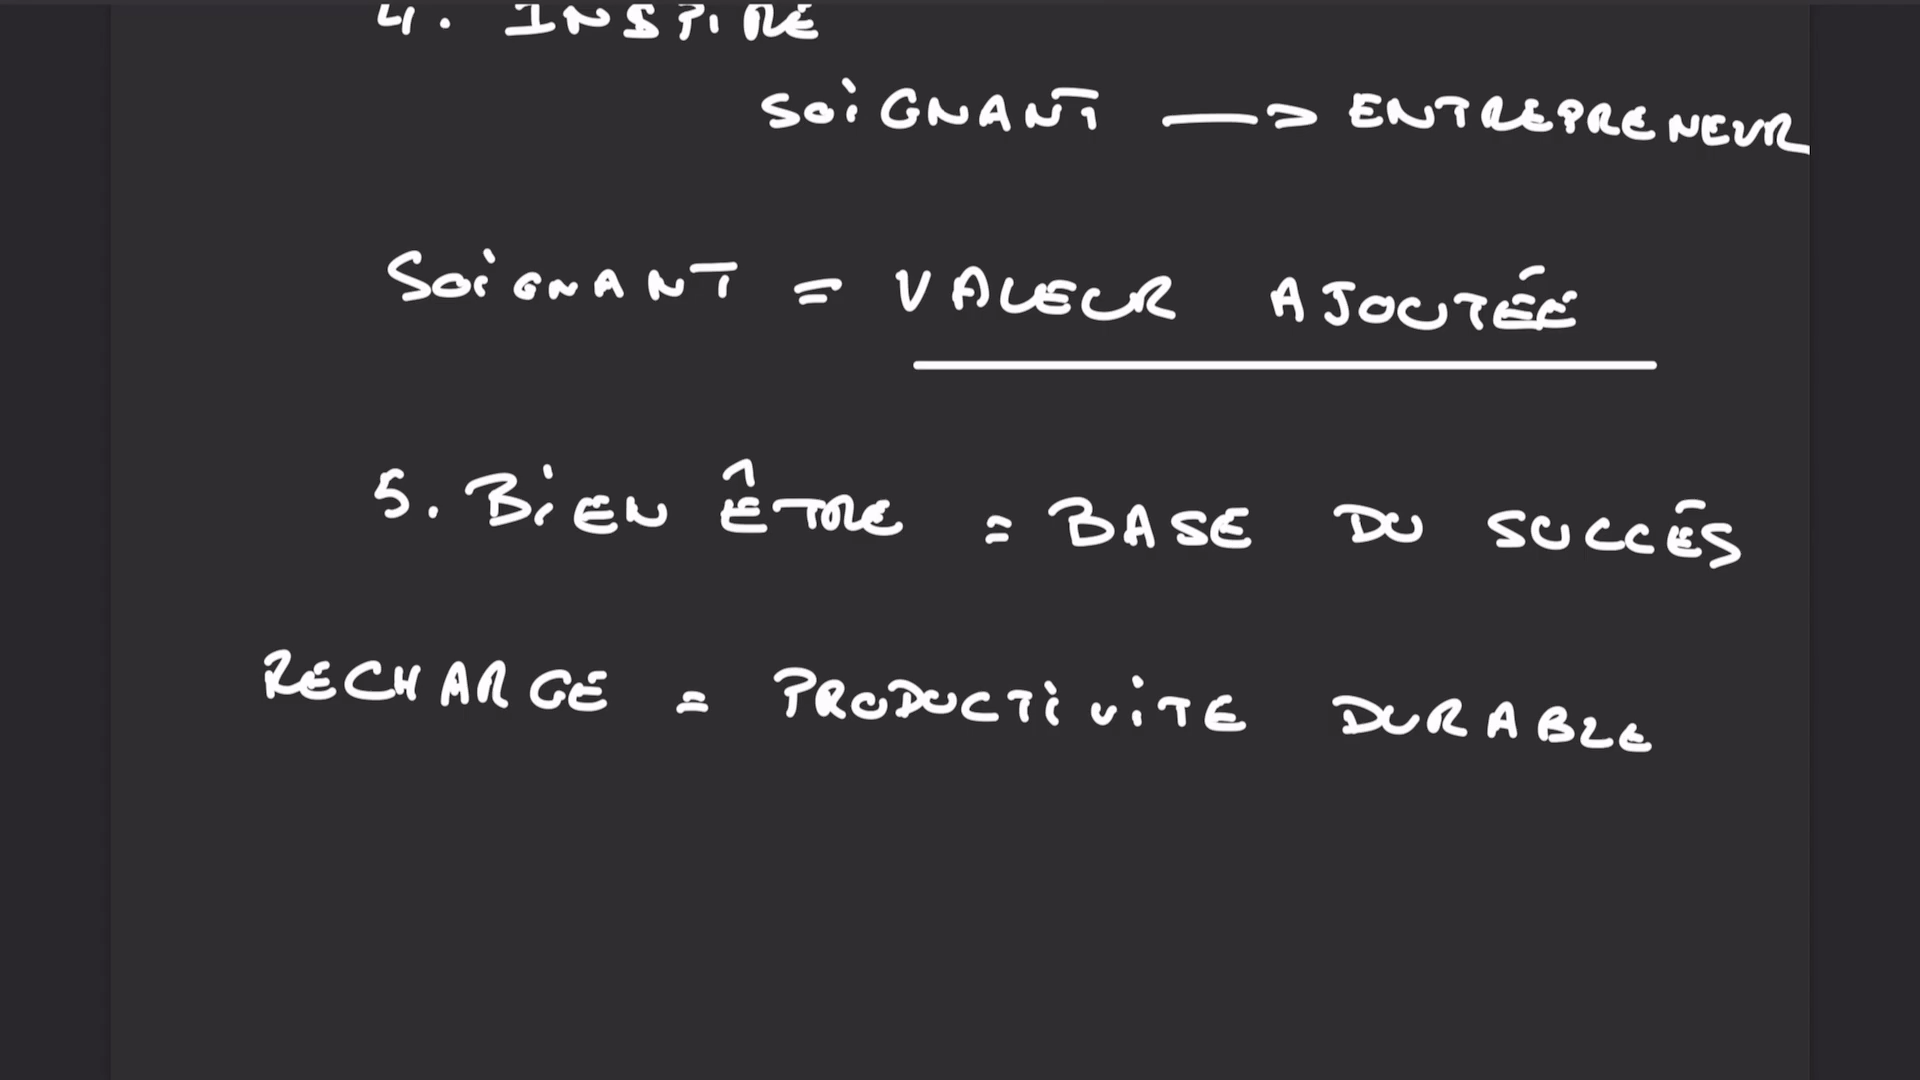 4. INSPIRE
SOIGNANT —> ENTREPRENEUR
SOIGNANT = VALEUR AJOUTÉE
5. BIEN ÊTRE = BASE DU SUCCÈS
RECHARGE = PRODUCTIVITE DURABLE